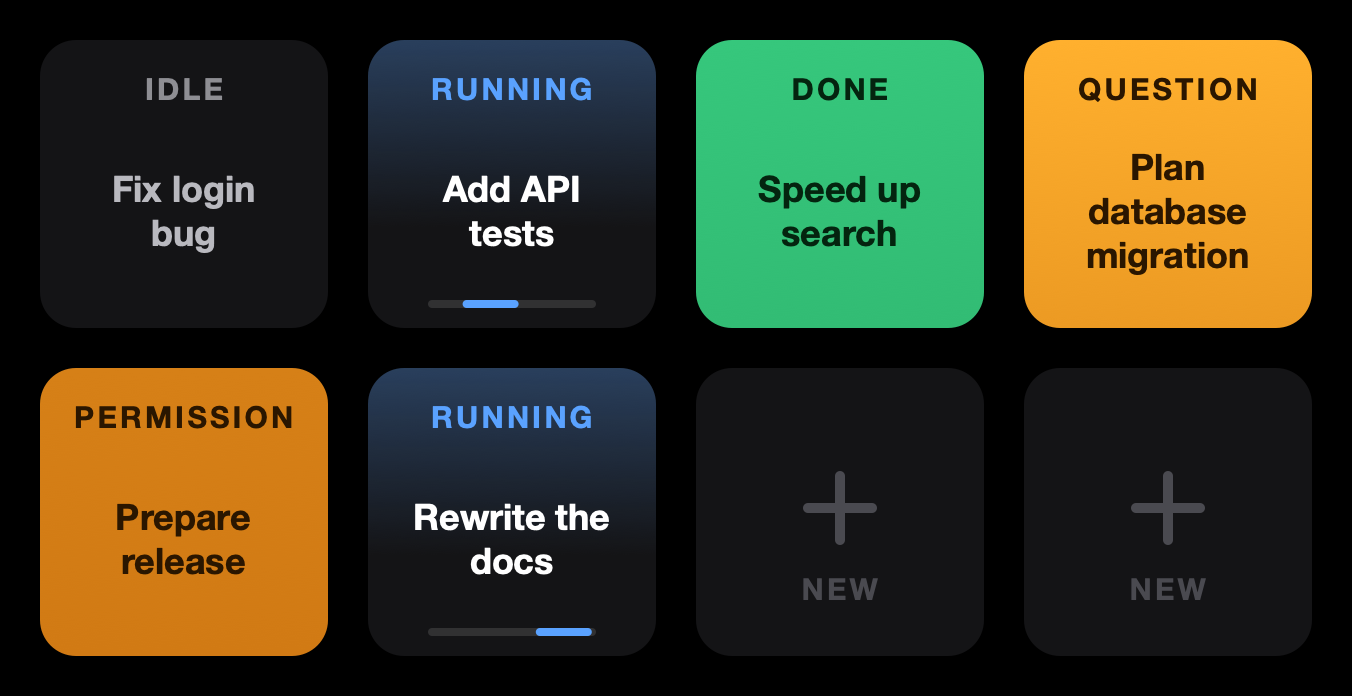 IDLE
Fix login
bug
RUNNING
Add API
tests
DONE
Speed up
search
QUESTION
Plan
database
migration
PERMISSION
Prepare
release
RUNNING
Rewrite the
docs
NEW
NEW